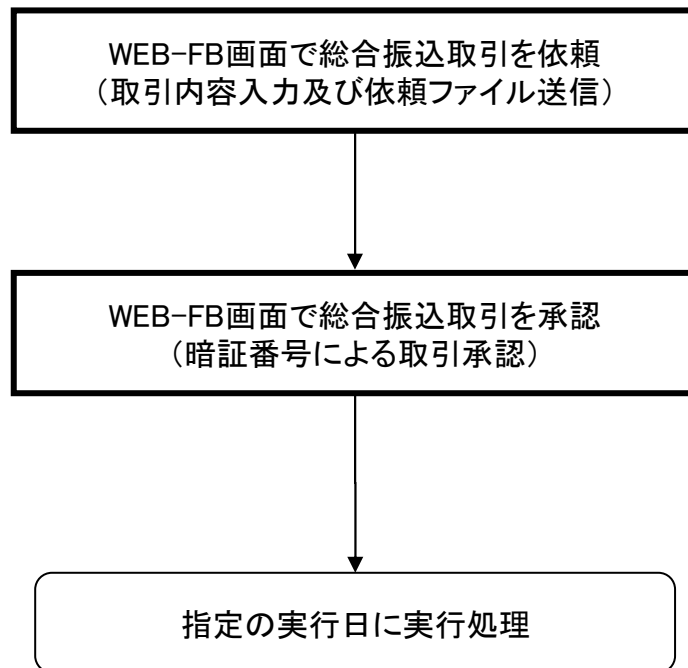 WEB-FB画面で総合振込取引を依頼
（取引内容入力及び依頼ファイル送信）
WEB-FB画面で総合振込取引を承認
（暗証番号による取引承認）
指定の実行日に実行処理